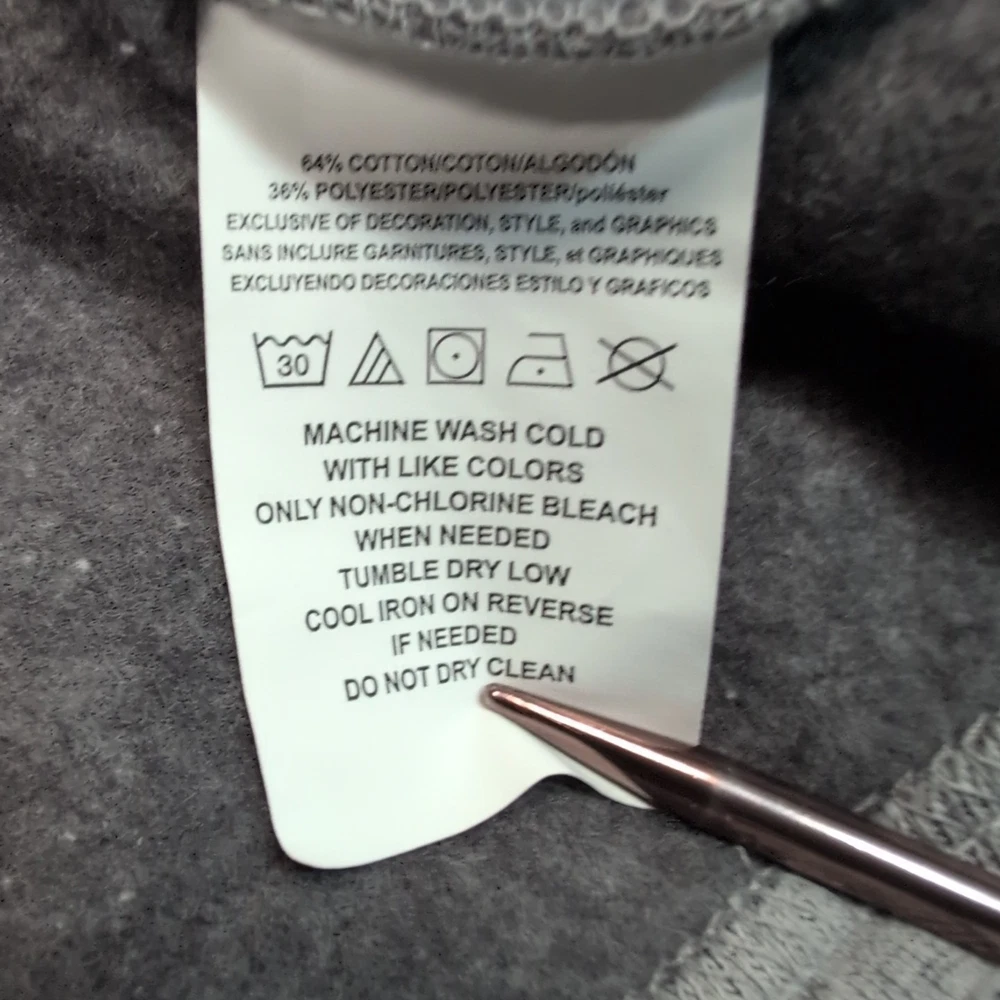 64% COTTON/COTON/ALGODÓN
36% POLYESTER/POLYESTER/poliéster
EXCLUSIVE OF DECORATION, STYLE, and GRAPHICS
SANS INCLURE GARNITURES, STYLE, et GRAPHIQUES
EXCLUYENDO DECORACIONES ESTILO Y GRAFICOS
30
MACHINE WASH COLD
WITH LIKE COLORS
ONLY NON-CHLORINE BLEACH
WHEN NEEDED
TUMBLE DRY LOW
COOL IRON ON REVERSE
IF NEEDED
DO NOT DRY CLEAN